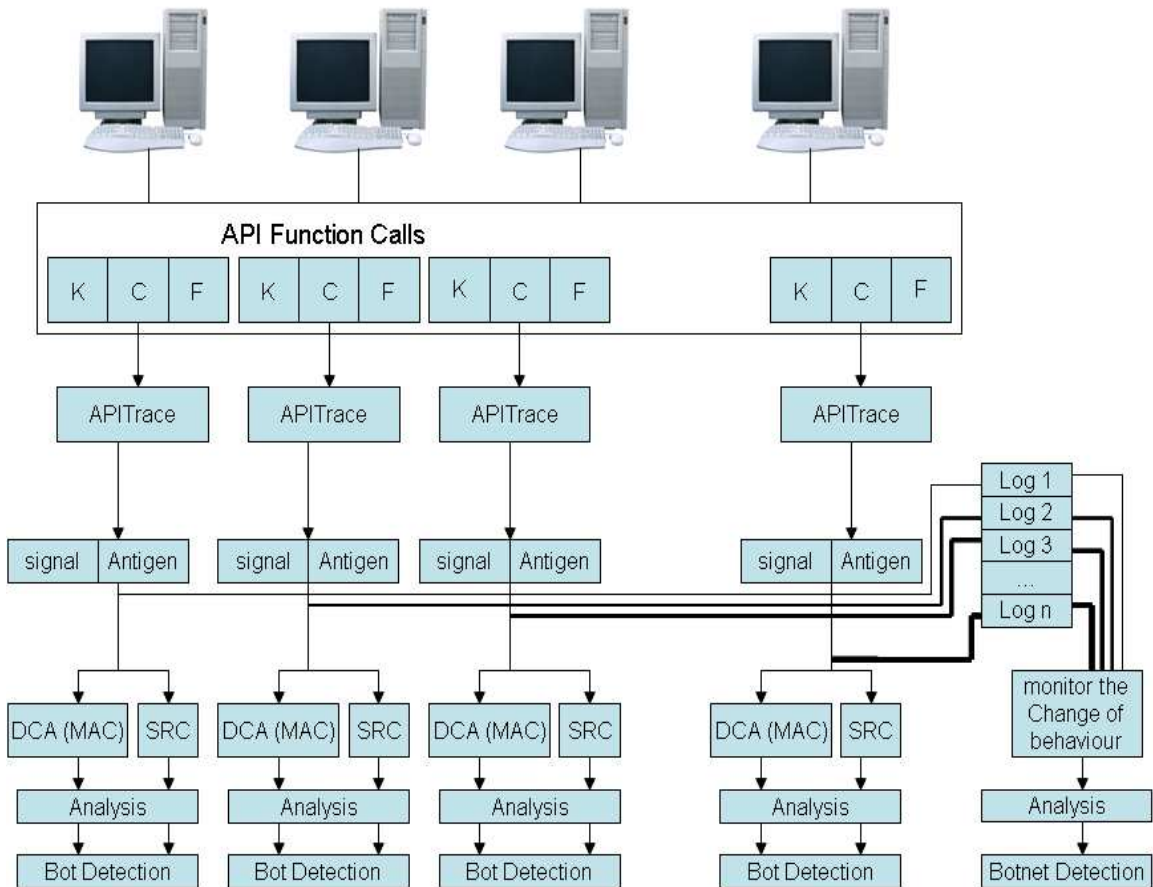 API Function Calls
K C F K C F K C F K C F
APITrace APITrace APITrace APITrace
Log 1
Log 2
Log 3
...
Log n
signal Antigen signal Antigen signal Antigen signal Antigen
DCA (MAC) SRC DCA (MAC) SRC DCA (MAC) SRC DCA (MAC) SRC
monitor the
Change of
behaviour
Analysis Analysis Analysis Analysis Analysis
Bot Detection Bot Detection Bot Detection Bot Detection Botnet Detection